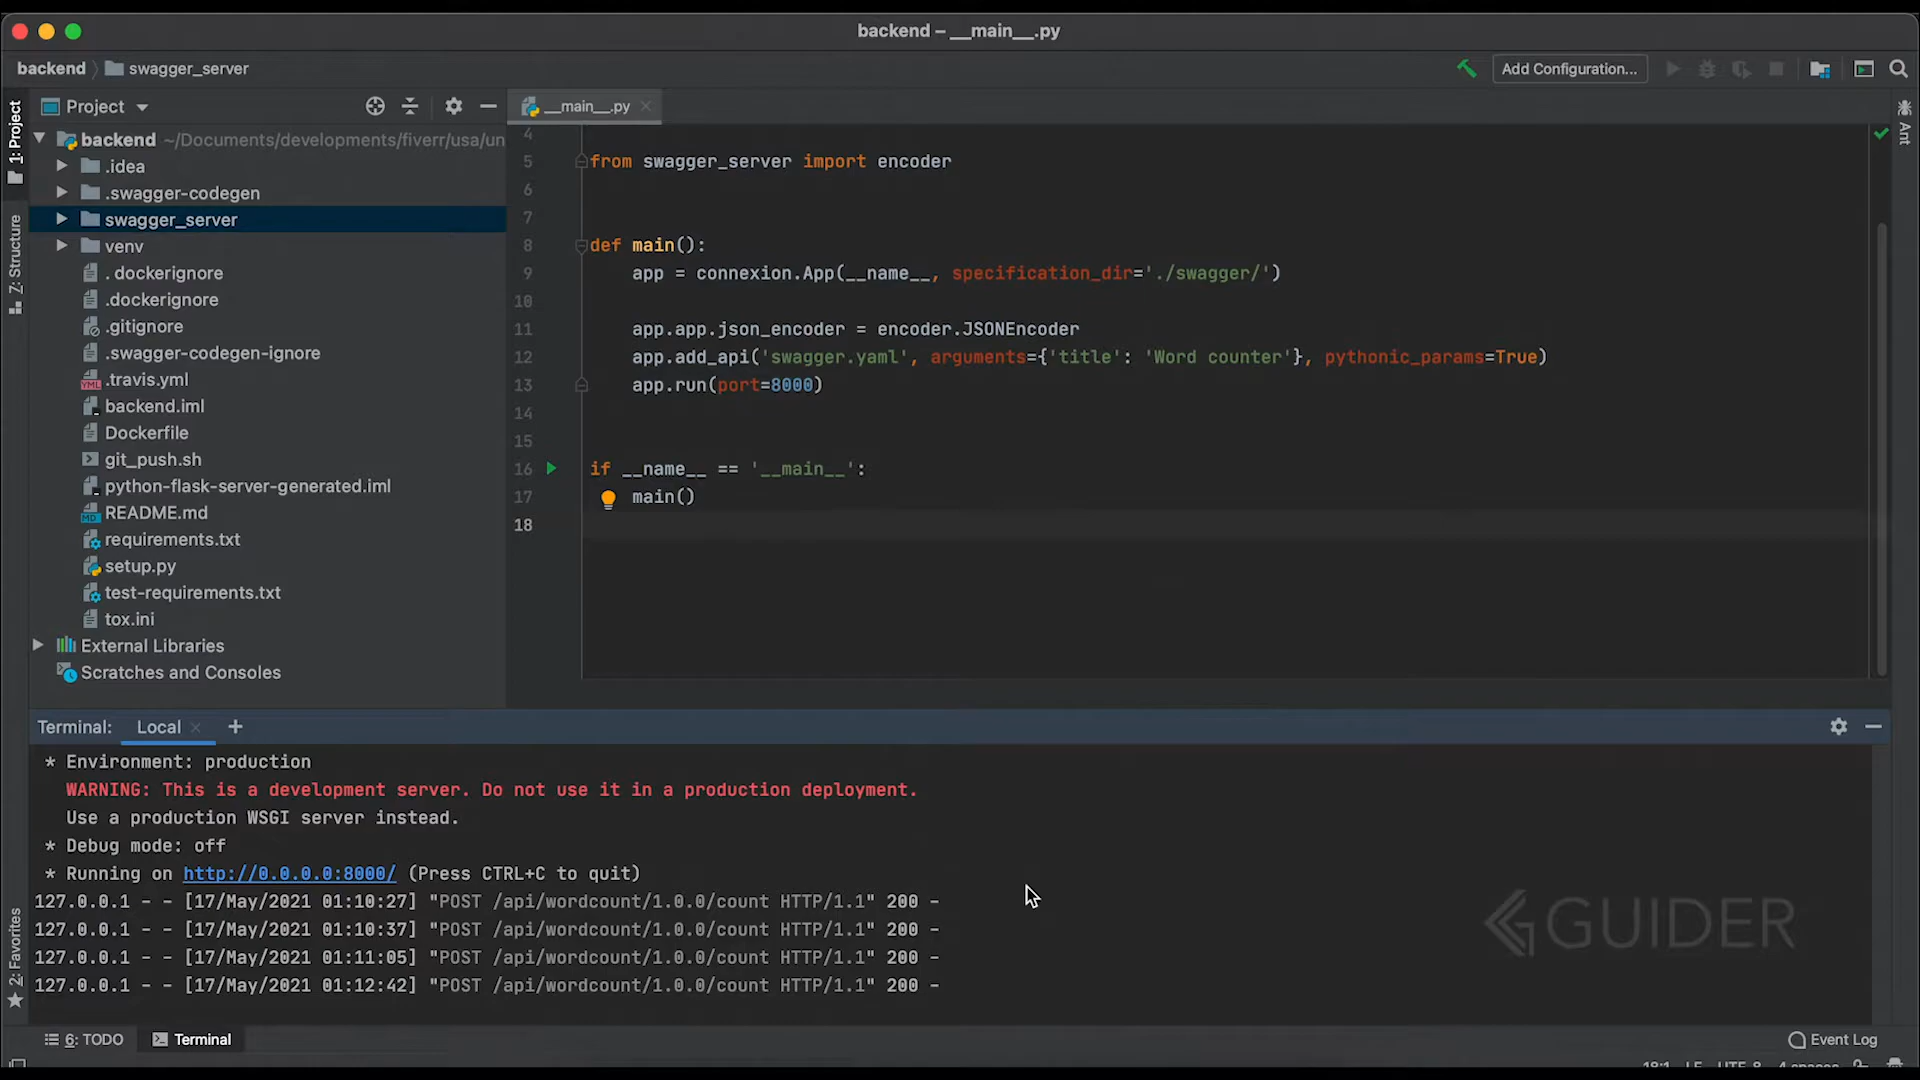 backend – __main__.py
backend
swagger_server
Add Configuration...
1: Project
Project
__main__.py
Ant
backend ~/Documents/developments/fiverr/usa/un
.idea
.swagger-codegen
swagger_server
venv
. dockerignore
.dockerignore
.gitignore
.swagger-codegen-ignore
.travis.yml
backend.iml
Dockerfile
git_push.sh
python-flask-server-generated.iml
README.md
requirements.txt
setup.py
test-requirements.txt
tox.ini
External Libraries
Scratches and Consoles
Z: Structure
4
5 from swagger_server import encoder
6
7
8 def main():
9 app = connexion.App(__name__, specification_dir='./swagger/')
10
11 app.app.json_encoder = encoder.JSONEncoder
12 app.add_api('swagger.yaml', arguments={'title': 'Word counter'}, pythonic_params=True)
13 app.run(port=8000)
14
15
16 if __name__ == '__main__':
17 main()
18
Terminal: Local
* Environment: production
WARNING: This is a development server. Do not use it in a production deployment.
Use a production WSGI server instead.
* Debug mode: off
* Running on http://0.0.0.0:8000/ (Press CTRL+C to quit)
127.0.0.1 - - [17/May/2021 01:10:27] "POST /api/wordcount/1.0.0/count HTTP/1.1" 200 -
127.0.0.1 - - [17/May/2021 01:10:37] "POST /api/wordcount/1.0.0/count HTTP/1.1" 200 -
127.0.0.1 - - [17/May/2021 01:11:05] "POST /api/wordcount/1.0.0/count HTTP/1.1" 200 -
127.0.0.1 - - [17/May/2021 01:12:42] "POST /api/wordcount/1.0.0/count HTTP/1.1" 200 -
GUIDER
2: Favorites
6: TODO
Terminal
Event Log
18:1 LF UTF-8 4 spaces